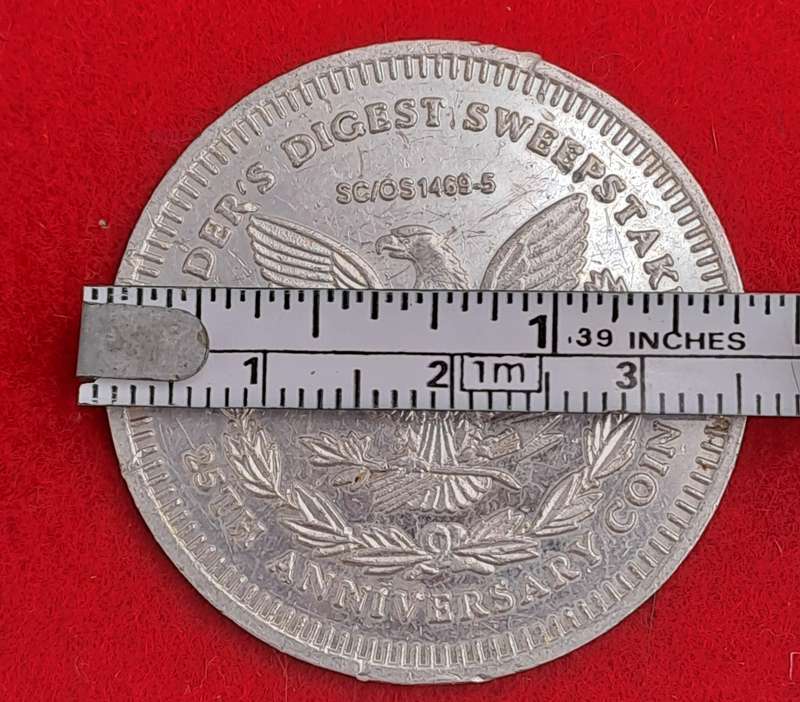 DER'S DIGEST SWEEPSTAK
SC/OS1469-5
1 .39 INCHES
1 2 1m 3
25TH ANNIVERSARY COIN